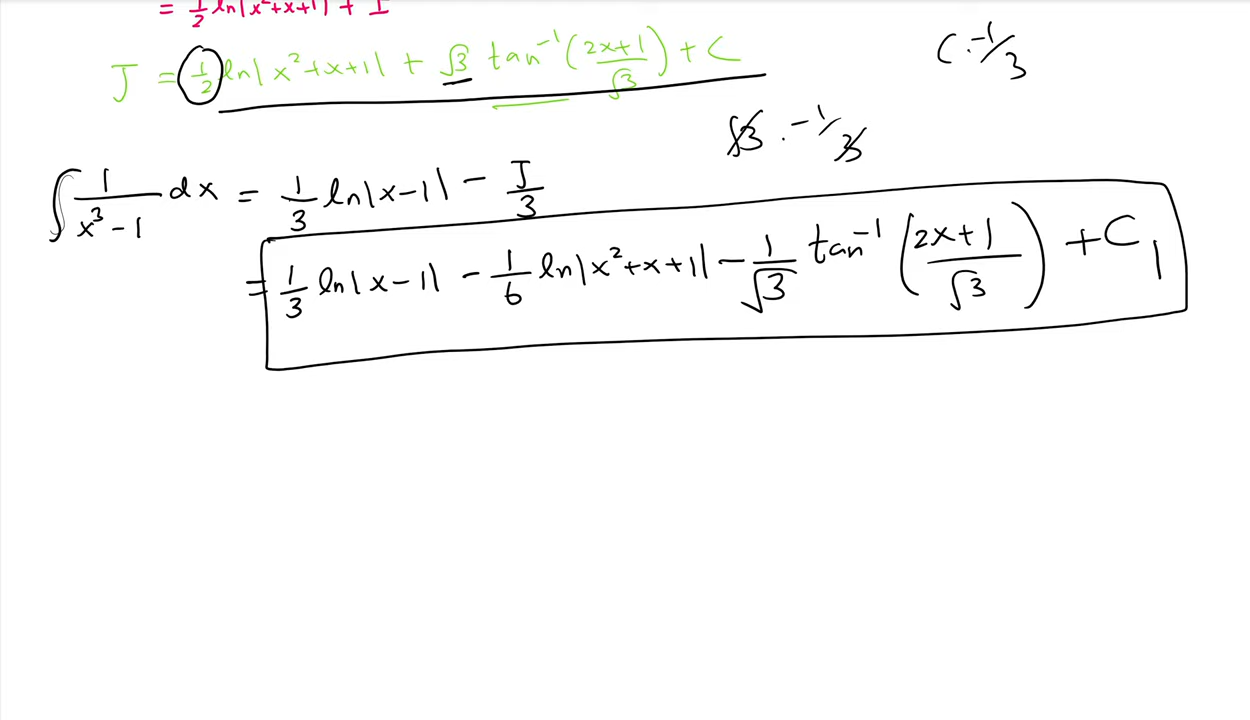 = 1/2 ln|x²+x+1| + I
J = 1/2 ln|x²+x+1| + √3 tan⁻¹((2x+1)/√3) + C
C · -1/3
√3 · -1/3
∫ 1/(x³-1) dx = 1/3 ln|x-1| - J/3
= 1/3 ln|x-1| - 1/6 ln|x²+x+1| - 1/√3 tan⁻¹((2x+1)/√3) + C₁